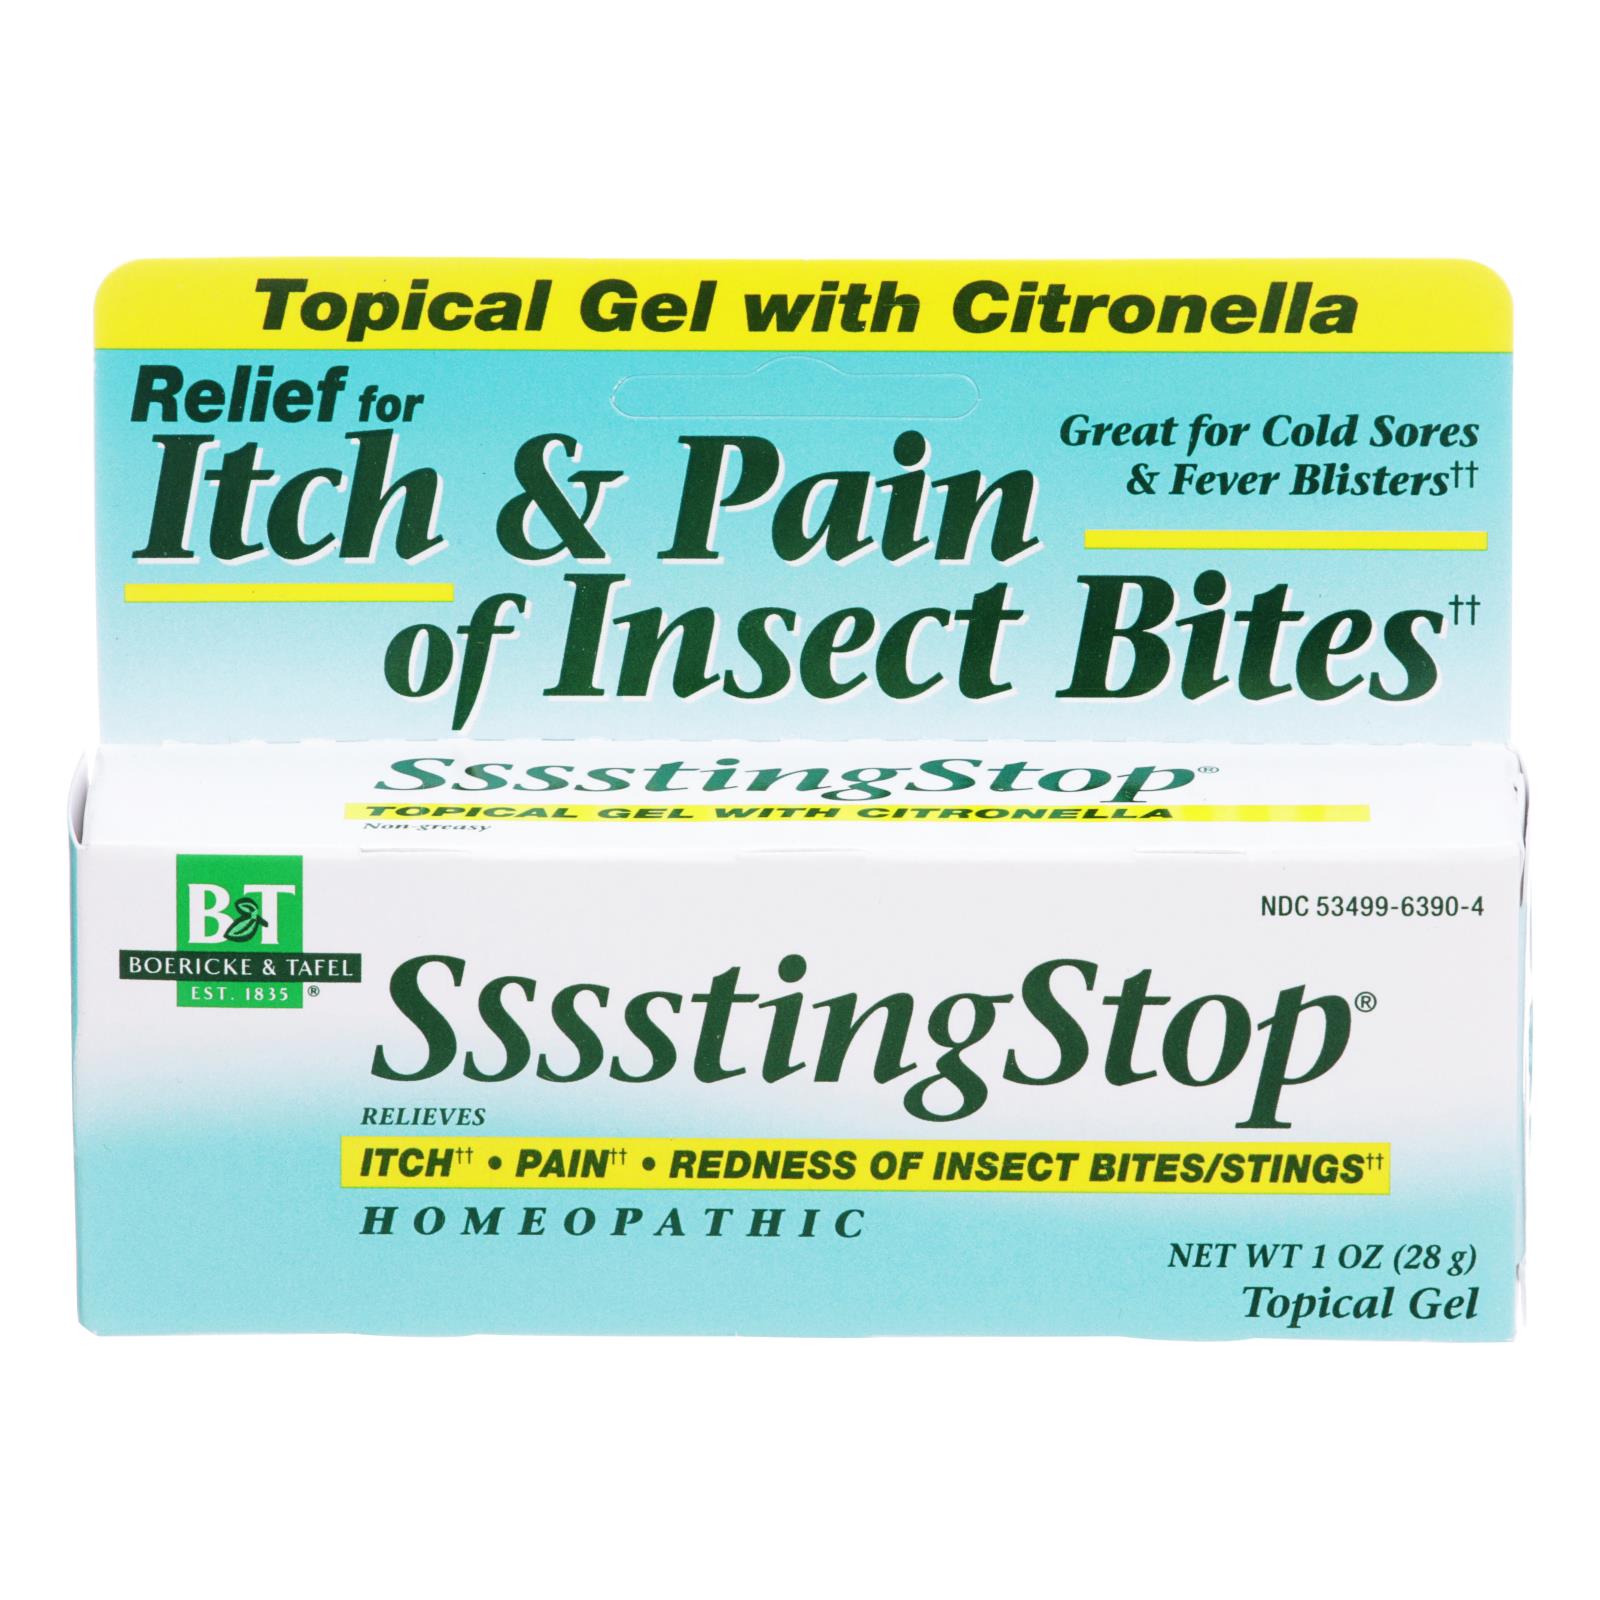 Topical Gel with Citronella
Relief for
Itch & Pain
of Insect Bites††
Great for Cold Sores
& Fever Blisters††
SsssstingStop®
TOPICAL GEL WITH CITRONELLA
Non-greasy
B&T
BOERICKE & TAFEL
EST. 1835 ®
NDC 53499-6390-4
SssstingStop®
RELIEVES
ITCH†† • PAIN†† • REDNESS OF INSECT BITES/STINGS††
HOMEOPATHIC
NET WT 1 OZ (28 g)
Topical Gel